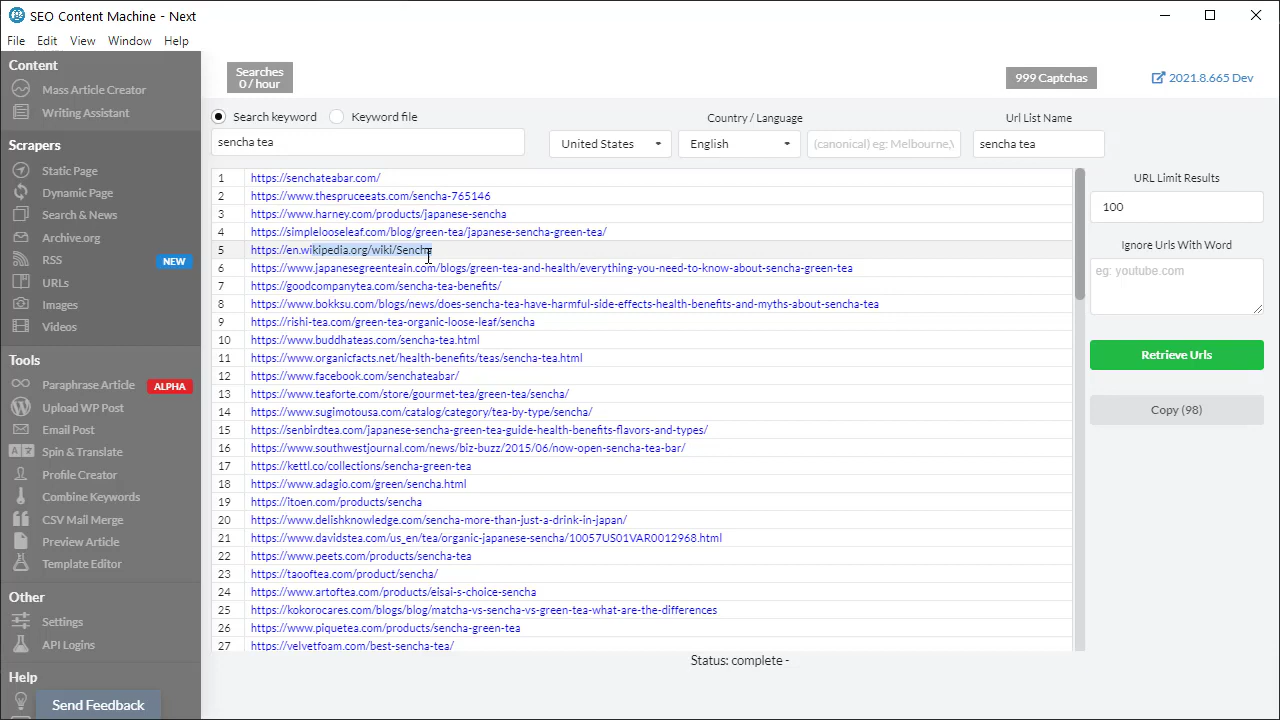 SEO Content Machine - Next
File Edit View Window Help
Content
Mass Article Creator
Writing Assistant
Scrapers
Static Page
Dynamic Page
Search & News
Archive.org
RSS NEW
URLs
Images
Videos
Tools
Paraphrase Article ALPHA
Upload WP Post
Email Post
Spin & Translate
Profile Creator
Combine Keywords
CSV Mail Merge
Preview Article
Template Editor
Other
Settings
API Logins
Help
Send Feedback
Searches
0 / hour
999 Captchas
2021.8.665 Dev
Search keyword Keyword file
Country / Language
Url List Name
sencha tea
United States
English
(canonical) eg: Melbourne,V
sencha tea
1 https://senchateabar.com/
2 https://www.thespruceeats.com/sencha-765146
3 https://www.harney.com/products/japanese-sencha
4 https://simplelooseleaf.com/blog/green-tea/japanese-sencha-green-tea/
5 https://en.wikipedia.org/wiki/Sencha
6 https://www.japanesegreenteain.com/blogs/green-tea-and-health/everything-you-need-to-know-about-sencha-green-tea
7 https://goodcompanytea.com/sencha-tea-benefits/
8 https://www.bokksu.com/blogs/news/does-sencha-tea-have-harmful-side-effects-health-benefits-and-myths-about-sencha-tea
9 https://rishi-tea.com/green-tea-organic-loose-leaf/sencha
10 https://www.buddhateas.com/sencha-tea.html
11 https://www.organicfacts.net/health-benefits/teas/sencha-tea.html
12 https://www.facebook.com/senchateabar/
13 https://www.teaforte.com/store/gourmet-tea/green-tea/sencha/
14 https://www.sugimotousa.com/catalog/category/tea-by-type/sencha/
15 https://senbirdtea.com/japanese-sencha-green-tea-guide-health-benefits-flavors-and-types/
16 https://www.southwestjournal.com/news/biz-buzz/2015/06/now-open-sencha-tea-bar/
17 https://kettl.co/collections/sencha-green-tea
18 https://www.adagio.com/green/sencha.html
19 https://itoen.com/products/sencha
20 https://www.delishknowledge.com/sencha-more-than-just-a-drink-in-japan/
21 https://www.davidstea.com/us_en/tea/organic-japanese-sencha/10057US01VAR0012968.html
22 https://www.peets.com/products/sencha-tea
23 https://taooftea.com/product/sencha/
24 https://www.artoftea.com/products/eisai-s-choice-sencha
25 https://kokorocares.com/blogs/blog/matcha-vs-sencha-vs-green-tea-what-are-the-differences
26 https://www.piquetea.com/products/sencha-green-tea
27 https://velvetfoam.com/best-sencha-tea/
Status: complete -
URL Limit Results
100
Ignore Urls With Word
eg: youtube.com
Retrieve Urls
Copy (98)